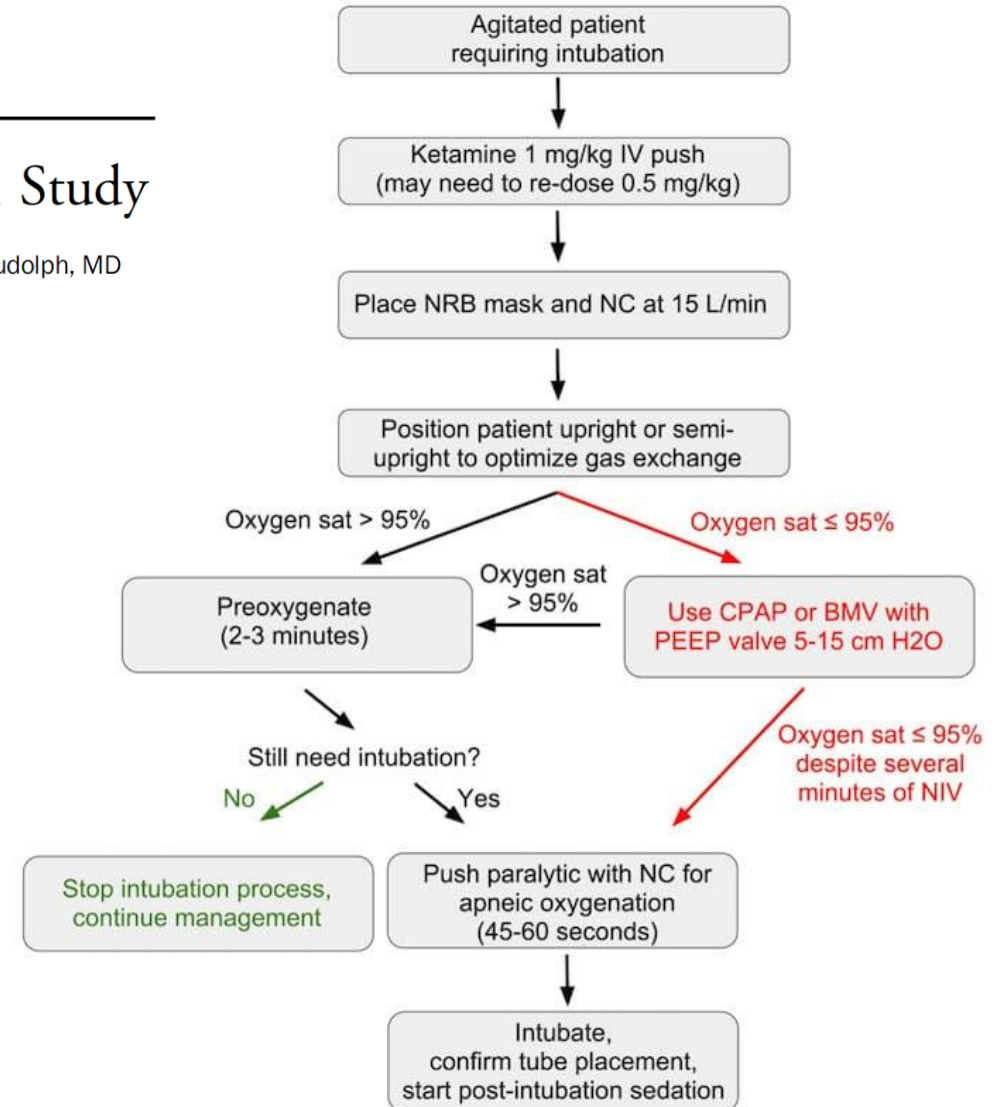 Study
udolph, MD
Agitated patient
requiring intubation
Ketamine 1 mg/kg IV push
(may need to re-dose 0.5 mg/kg)
Place NRB mask and NC at 15 L/min
Position patient upright or semi-
upright to optimize gas exchange
Oxygen sat > 95%
Oxygen sat ≤ 95%
Oxygen sat
> 95%
Preoxygenate
(2-3 minutes)
Use CPAP or BMV with
PEEP valve 5-15 cm H2O
Oxygen sat ≤ 95%
despite several
minutes of NIV
Still need intubation?
No
Yes
Stop intubation process,
continue management
Push paralytic with NC for
apneic oxygenation
(45-60 seconds)
Intubate,
confirm tube placement,
start post-intubation sedation